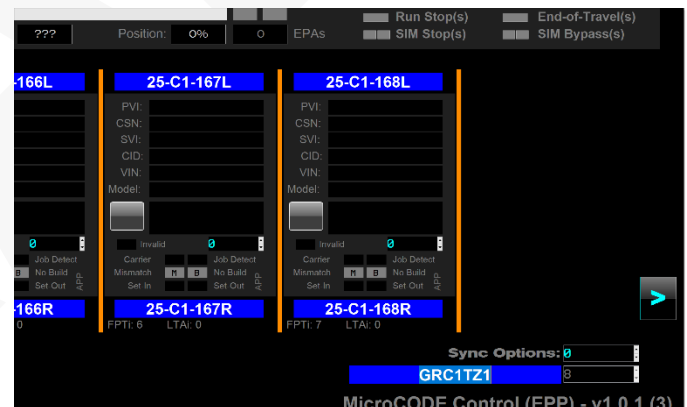 Run Stop(s) End-of-Travel(s)
??? Position: 0% 0 EPAs SIM Stop(s) SIM Bypass(s)
-166L 25-C1-167L 25-C1-168L
PVI: PVI:
CSN: CSN:
SVI: SVI:
CID: CID:
VIN: VIN:
Model: Model:
0 Invalid 0 Invalid 0
Job Detect Carrier Job Detect Carrier Job Detect
B No Build Mismatch M B No Build Mismatch M B No Build
Set Out APP Set In Set Out APP Set In Set Out APP
-166R 25-C1-167R 25-C1-168R
0 FPTi: 6 LTAi: 0 FPTi: 7 LTAi: 0
>
Sync Options: 0
GRC1TZ1 8
MicroCODE Control (EPP) - v1.0.1 (3)